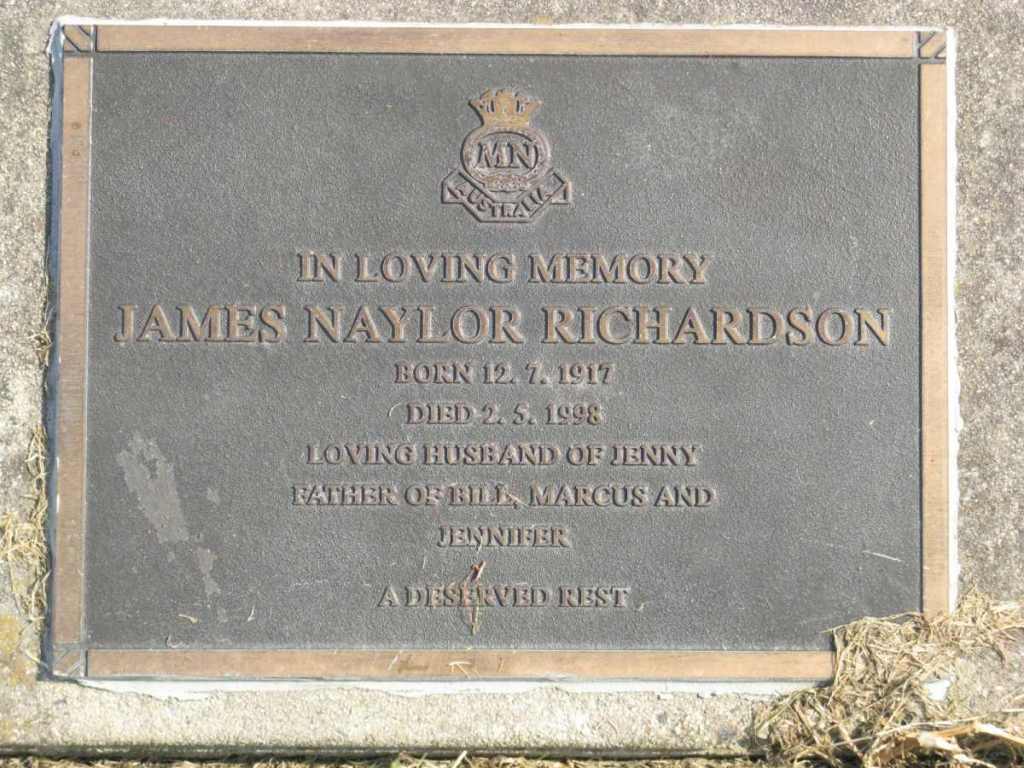 MN
AUSTRALIA
IN LOVING MEMORY
JAMES NAYLOR RICHARDSON
BORN 12. 7. 1917
DIED 2. 5. 1998
LOVING HUSBAND OF JENNY
FATHER OF BILL, MARCUS AND
JENNIFER
A DESERVED REST